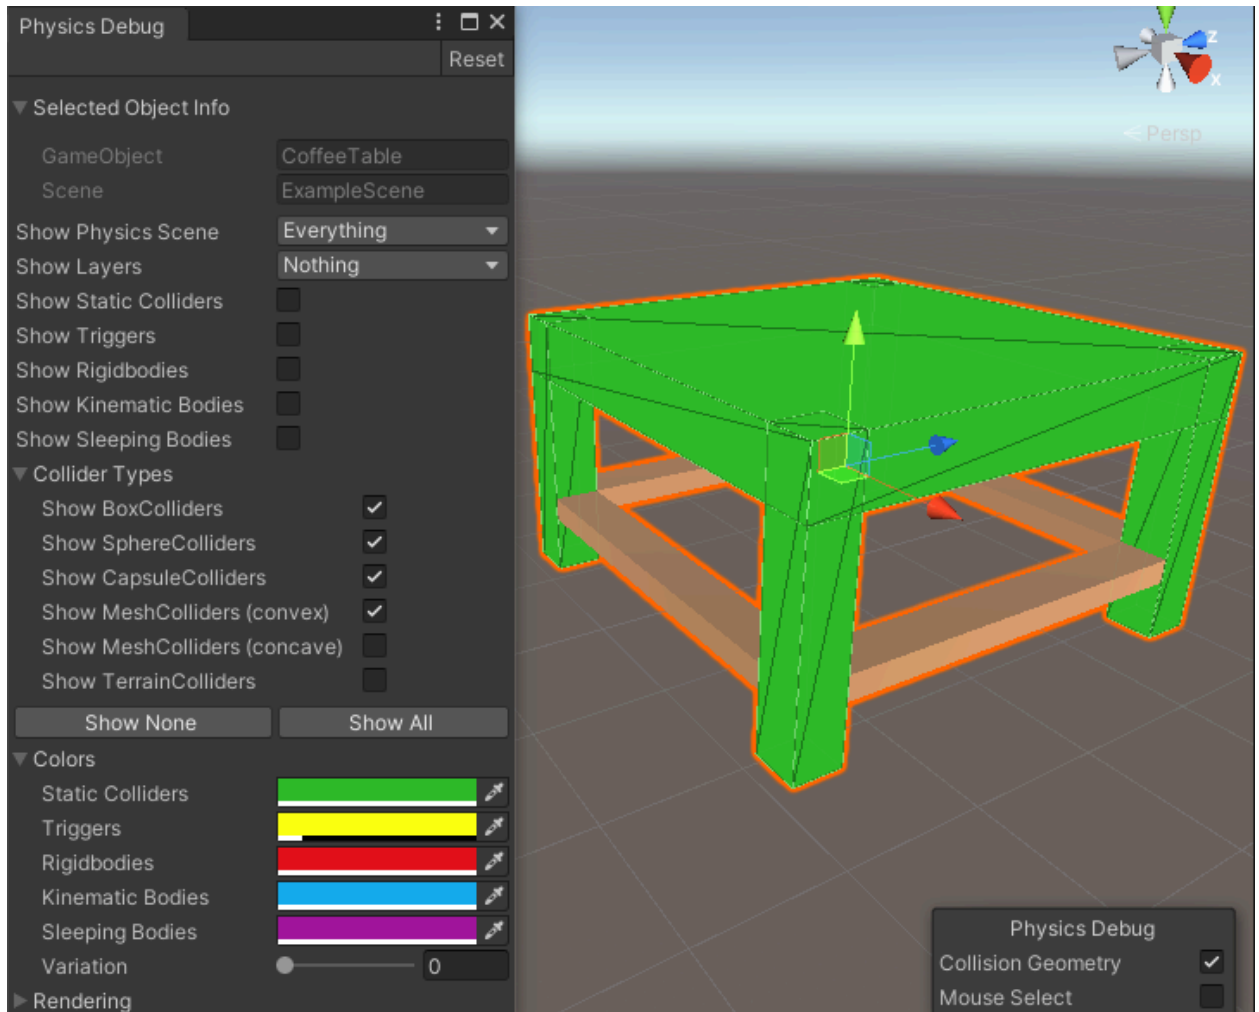 Physics Debug
Reset
Selected Object Info
GameObject CoffeeTable
Scene ExampleScene
Show Physics Scene Everything
Show Layers Nothing
Show Static Colliders
Show Triggers
Show Rigidbodies
Show Kinematic Bodies
Show Sleeping Bodies
Collider Types
Show BoxColliders
Show SphereColliders
Show CapsuleColliders
Show MeshColliders (convex)
Show MeshColliders (concave)
Show TerrainColliders
Show None Show All
Colors
Static Colliders
Triggers
Rigidbodies
Kinematic Bodies
Sleeping Bodies
Variation 0
Rendering
z
x
Persp
Physics Debug
Collision Geometry
Mouse Select